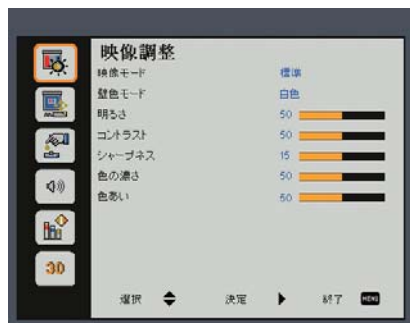 映像調整
映像モード 標準
壁色モード 白色
明るさ 50
コントラスト 50
シャープネス 15
色の濃さ 50
色あい 50
3D
選択 決定 終了 MENU